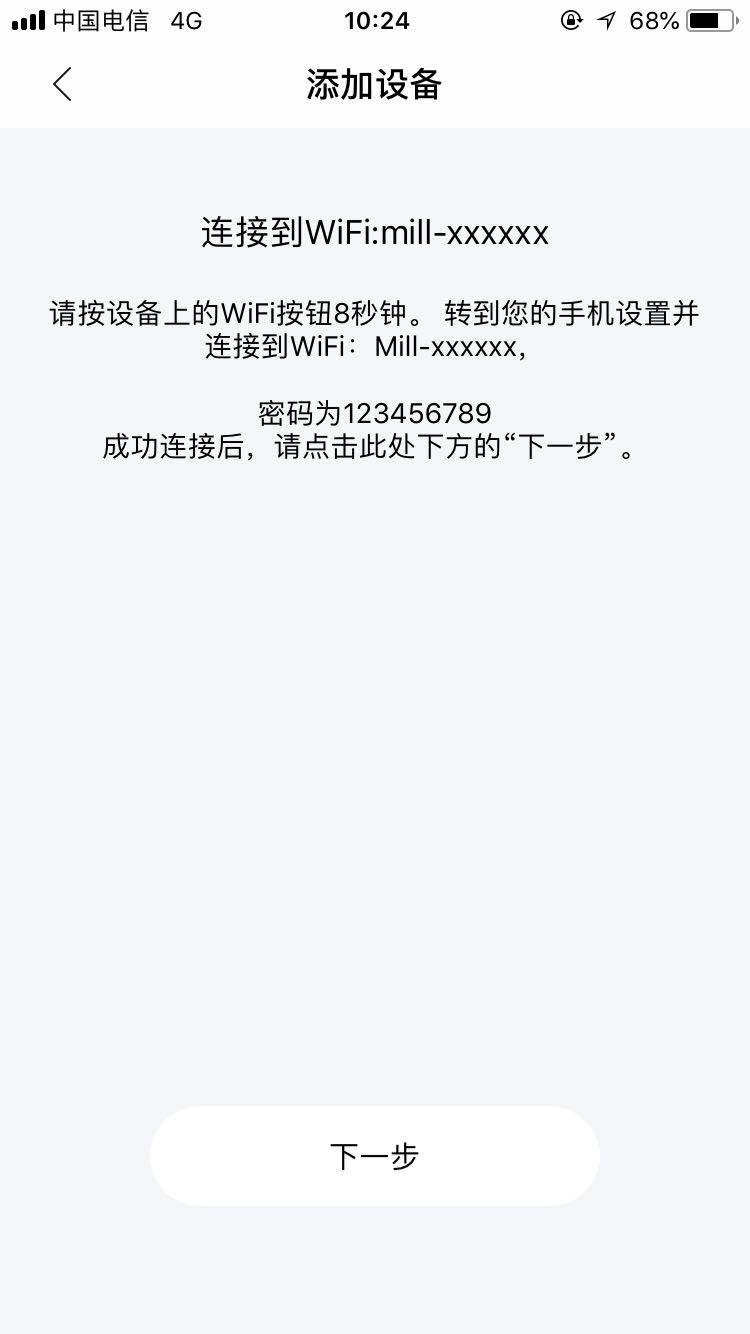 中国电信 4G 10:24 68%
添加设备
连接到WiFi:mill-xxxxxx
请按设备上的WiFi按钮8秒钟。 转到您的手机设置并
连接到WiFi：Mill-xxxxxx，
密码为123456789
成功连接后，请点击此处下方的“下一步”。
下一步